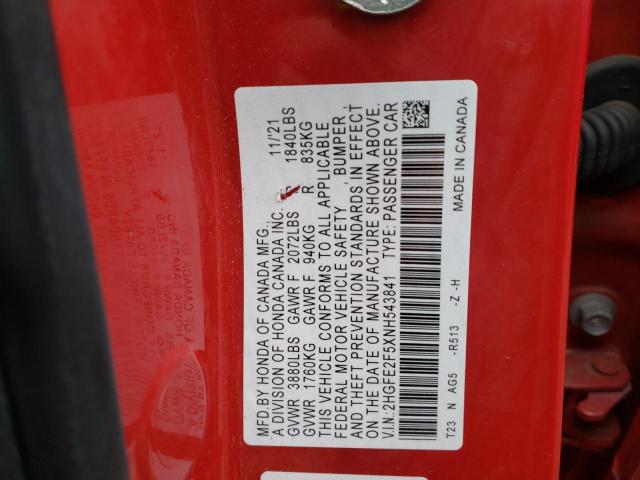 MFD.BY HONDA OF CANADA MFG.,
A DIVISION OF HONDA CANADA INC. 11/'21
GVWR 3880LBS GAWR F 2072LBS R 1840LBS
GVWR 1760KG GAWR F 940KG R 835KG
THIS VEHICLE CONFORMS TO ALL APPLICABLE
FEDERAL MOTOR VEHICLE SAFETY , BUMPER ,
AND THEFT PREVENTION STANDARDS IN EFFECT
ON THE DATE OF MANUFACTURE SHOWN ABOVE.
V.I.N.:2HGFE2F5XNH543841 TYPE: PASSENGER CAR
T23 N AG5 -R513 -Z -H MADE IN CANADA